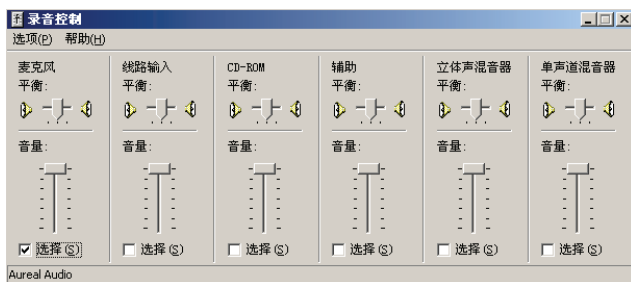 录音控制
选项(P) 帮助(H)
麦克风 线路输入 CD-ROM 辅助 立体声混音器 单声道混音器
平衡: 平衡: 平衡: 平衡: 平衡: 平衡:
音量: 音量: 音量: 音量: 音量: 音量:
选择(S) 选择(S) 选择(S) 选择(S) 选择(S) 选择(S)
Aureal Audio